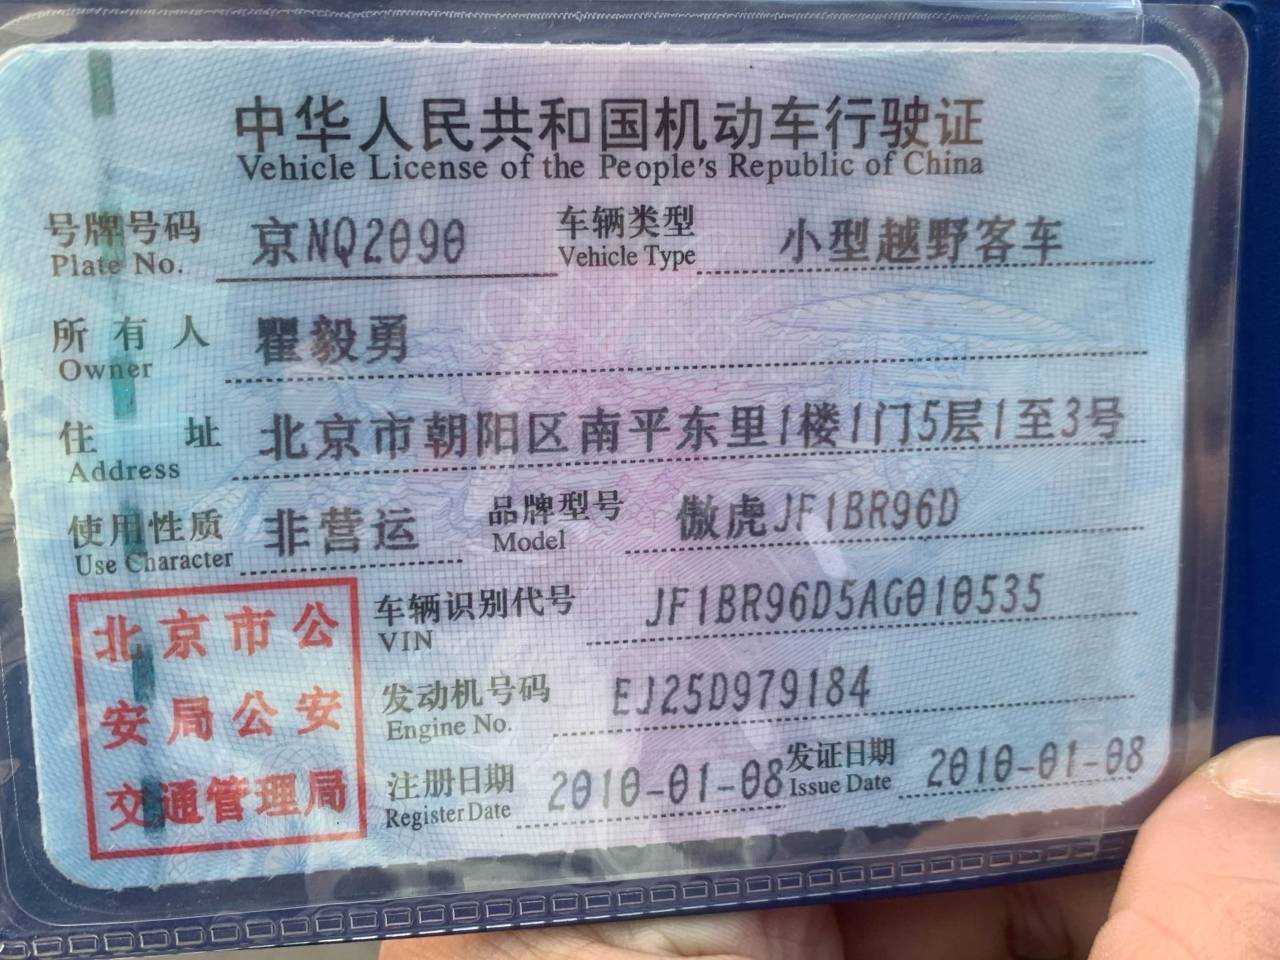 中华人民共和国机动车行驶证
Vehicle License of the People's Republic of China
号牌号码 京NQ2090 车辆类型 小型越野客车
Plate No. Vehicle Type
所有人 瞿毅勇
Owner
住址 北京市朝阳区南平东里1楼1门5层1至3号
Address
使用性质 非营运 品牌型号 傲虎JF1BR96D
Use Character Model
车辆识别代号 JF1BR96D5AG010535
VIN
发动机号码 EJ25D979184
Engine No.
注册日期 2010-01-08 发证日期 2010-01-08
Register Date Issue Date
北京市公
安局公安
交通管理局